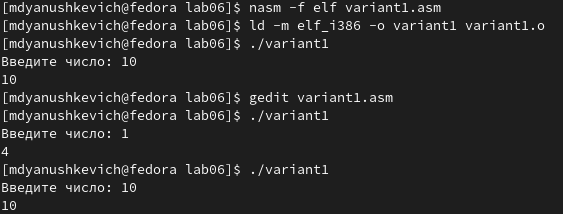 [mdyanushkevich@fedora lab06]$ nasm -f elf variant1.asm
[mdyanushkevich@fedora lab06]$ ld -m elf_i386 -o variant1 variant1.o
[mdyanushkevich@fedora lab06]$ ./variant1
Введите число: 10
10
[mdyanushkevich@fedora lab06]$ gedit variant1.asm
[mdyanushkevich@fedora lab06]$ ./variant1
Введите число: 1
4
[mdyanushkevich@fedora lab06]$ ./variant1
Введите число: 10
10